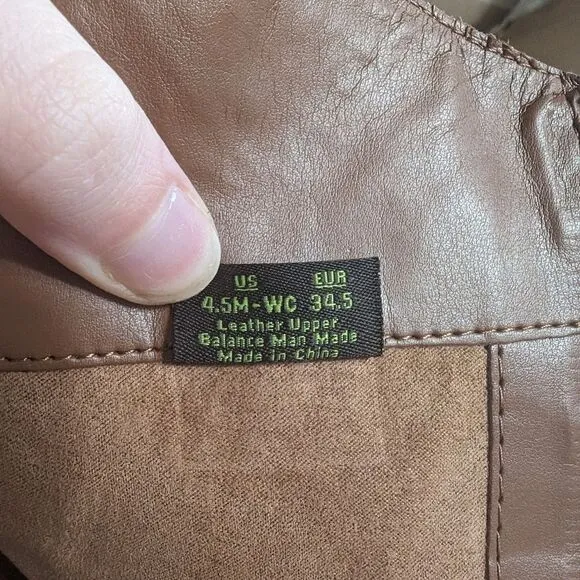 US EUR
4.5M-WC 34.5
Leather Upper
Balance Man Made
Made in China